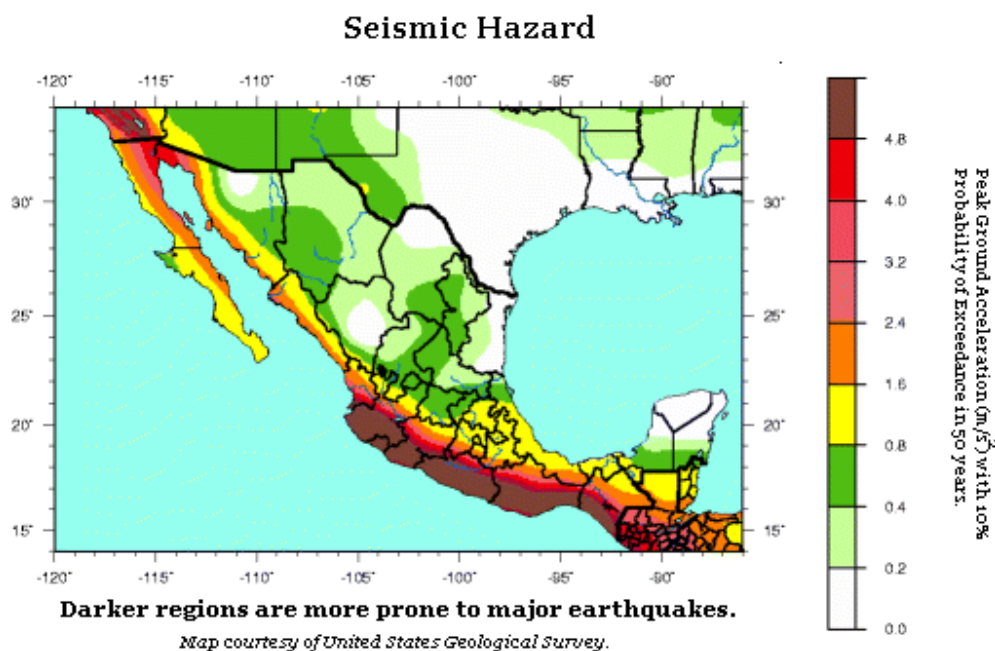 Seismic Hazard
-120° -115° -110° -105° -100° -95° -90°
30° 30°
25° 25°
20° 20°
15° 15°
-120° -115° -110° -105° -100° -95° -90°
4.8
4.0
3.2
2.4
1.6
0.8
0.4
0.2
0.0
Peak Ground Acceleration (m/s²) with 10%
Probability of Exceedance in 50 years.
Darker regions are more prone to major earthquakes.
Map courtesy of United States Geological Survey.